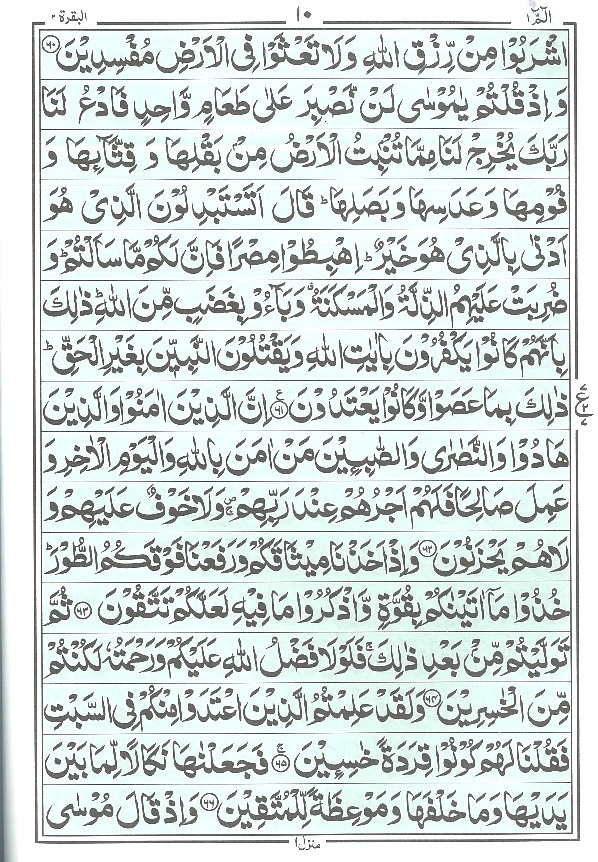 الٓمّٓ ١ ١٠ البقرة ٢
اشْرَبُوْا مِنْ رِّزْقِ اللّٰهِ وَلَا تَعْثَوْا فِى الْاَرْضِ مُفْسِدِيْنَ ﴿۶۰﴾
وَاِذْ قُلْتُمْ يٰمُوْسٰى لَنْ نَّصْبِرَ عَلٰى طَعَامٍ وَّاحِدٍ فَادْعُ لَنَا
رَبَّكَ يُخْرِجْ لَنَا مِمَّا تُنْۢبِتُ الْاَرْضُ مِنْۢ بَقْلِهَا وَ قِثَّآئِهَا وَ
فُوْمِهَا وَعَدَسِهَا وَبَصَلِهَا ؕ قَالَ اَتَسْتَبْدِلُوْنَ الَّذِىْ هُوَ
اَدْنٰى بِالَّذِىْ هُوَ خَيْرٌ ؕ اِهْبِطُوْا مِصْرًا فَاِنَّ لَكُمْ مَّا سَاَلْتُمْ ؕ وَ
ضُرِبَتْ عَلَيْهِمُ الذِّلَّةُ وَالْمَسْكَنَةُ ۗ وَبَآءُوْ بِغَضَبٍ مِّنَ اللّٰهِ ؕ ذٰلِكَ
بِاَنَّهُمْ كَانُوْا يَكْفُرُوْنَ بِاٰيٰتِ اللّٰهِ وَيَقْتُلُوْنَ النَّبِيّٖنَ بِغَيْرِ الْحَقِّ ؕ
ذٰلِكَ بِمَا عَصَوْا وَّكَانُوْا يَعْتَدُوْنَ ﴿۶۱﴾ ع اِنَّ الَّذِيْنَ اٰمَنُوْا وَالَّذِيْنَ
هَادُوْا وَالنَّصٰرٰى وَالصّٰبِـِٕيْنَ مَنْ اٰمَنَ بِاللّٰهِ وَالْيَوْمِ الْاٰخِرِ وَ
عَمِلَ صَالِحًا فَلَهُمْ اَجْرُهُمْ عِنْدَ رَبِّهِمْ ۪ۚ وَلَا خَوْفٌ عَلَيْهِمْ وَ
لَا هُمْ يَحْزَنُوْنَ ﴿۶۲﴾ وَاِذْ اَخَذْنَا مِيْثَاقَكُمْ وَرَفَعْنَا فَوْقَكُمُ الطُّوْرَ ؕ
خُذُوْا مَاۤ اٰتَيْنٰكُمْ بِقُوَّةٍ وَّاذْكُرُوْا مَا فِيْهِ لَعَلَّكُمْ تَتَّقُوْنَ ﴿۶۳﴾ ثُمَّ
تَوَلَّيْتُمْ مِّنْۢ بَعْدِ ذٰلِكَ ۚ فَلَوْلَا فَضْلُ اللّٰهِ عَلَيْكُمْ وَرَحْمَتُهٗ لَكُنْتُمْ
مِّنَ الْخٰسِرِيْنَ ﴿۶۴﴾ وَلَقَدْ عَلِمْتُمُ الَّذِيْنَ اعْتَدَوْا مِنْكُمْ فِى السَّبْتِ
فَقُلْنَا لَهُمْ كُوْنُوْا قِرَدَةً خٰسِـِٕيْنَ ﴿۶۵﴾ ۚ فَجَعَلْنٰهَا نَكَالًا لِّمَا بَيْنَ
يَدَيْهَا وَمَا خَلْفَهَا وَمَوْعِظَةً لِّلْمُتَّقِيْنَ ﴿۶۶﴾ وَاِذْ قَالَ مُوْسٰى
منزل ١